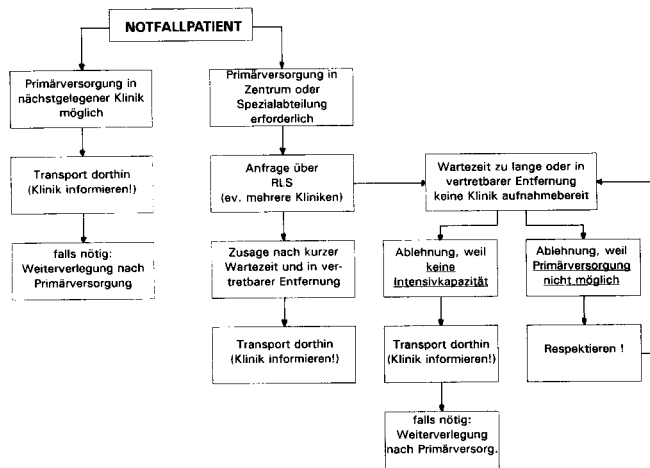 NOTFALLPATIENT
Primärversorgung in
nächstgelegener Klinik
möglich
Primärversorgung in
Zentrum oder
Spezialabteilung
erforderlich
Transport dorthin
(Klinik informieren!)
Anfrage über
RLS
(ev. mehrere Kliniken)
Wartezeit zu lange oder in
vertretbarer Entfernung
keine Klinik aufnahmebereit
falls nötig:
Weiterverlegung nach
Primärversorgung
Zusage nach kurzer
Wartezeit und in ver-
tretbarer Entfernung
Ablehnung, weil
keine
Intensivkapazität
Ablehnung, weil
Primärversorgung
nicht möglich
Transport dorthin
(Klinik informieren!)
Transport dorthin
(Klinik informieren!)
Respektieren !
falls nötig:
Weiterverlegung
nach Primärversorg.